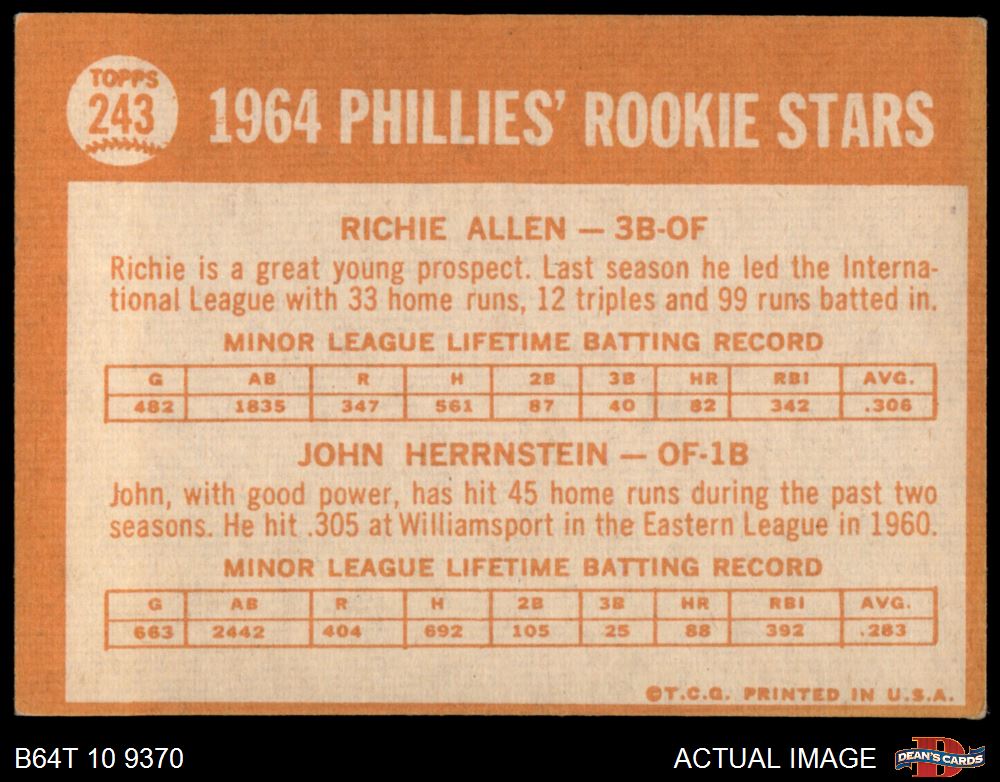 TOPPS
243
1964 PHILLIES' ROOKIE STARS
RICHIE ALLEN — 3B-OF
Richie is a great young prospect. Last season he led the Interna-
tional League with 33 home runs, 12 triples and 99 runs batted in.
MINOR LEAGUE LIFETIME BATTING RECORD
G AB R H 2B 3B HR RBI AVG.
482 1835 347 561 87 40 82 342 .306
JOHN HERRNSTEIN — OF-1B
John, with good power, has hit 45 home runs during the past two
seasons. He hit .305 at Williamsport in the Eastern League in 1960.
MINOR LEAGUE LIFETIME BATTING RECORD
G AB R H 2B 3B HR RBI AVG.
663 2442 404 692 105 25 88 392 .283
©T.C.G. PRINTED IN U.S.A.
B64T 10 9370
ACTUAL IMAGE
D
DEAN'S CARDS